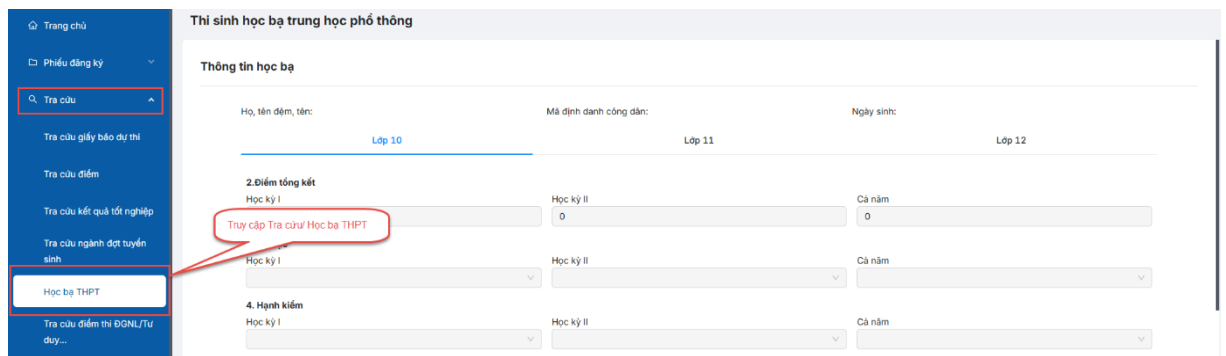 Trang chủ
Phiếu đăng ký
Tra cứu
Tra cứu giấy báo dự thi
Tra cứu điểm
Tra cứu kết quả tốt nghiệp
Tra cứu ngành đợt tuyển
sinh
Học bạ THPT
Tra cứu điểm thi ĐGNL/Tư
duy...
Thi sinh học bạ trung học phổ thông
Thông tin học bạ
Họ, tên đệm, tên: Mã định danh công dân: Ngày sinh:
Lớp 10 Lớp 11 Lớp 12
2.Điểm tổng kết
Học kỳ I Học kỳ II Cả năm
0 0
Truy cập Tra cứu/ Học bạ THPT
Học kỳ I Học kỳ II Cả năm
4. Hạnh kiểm
Học kỳ I Học kỳ II Cả năm